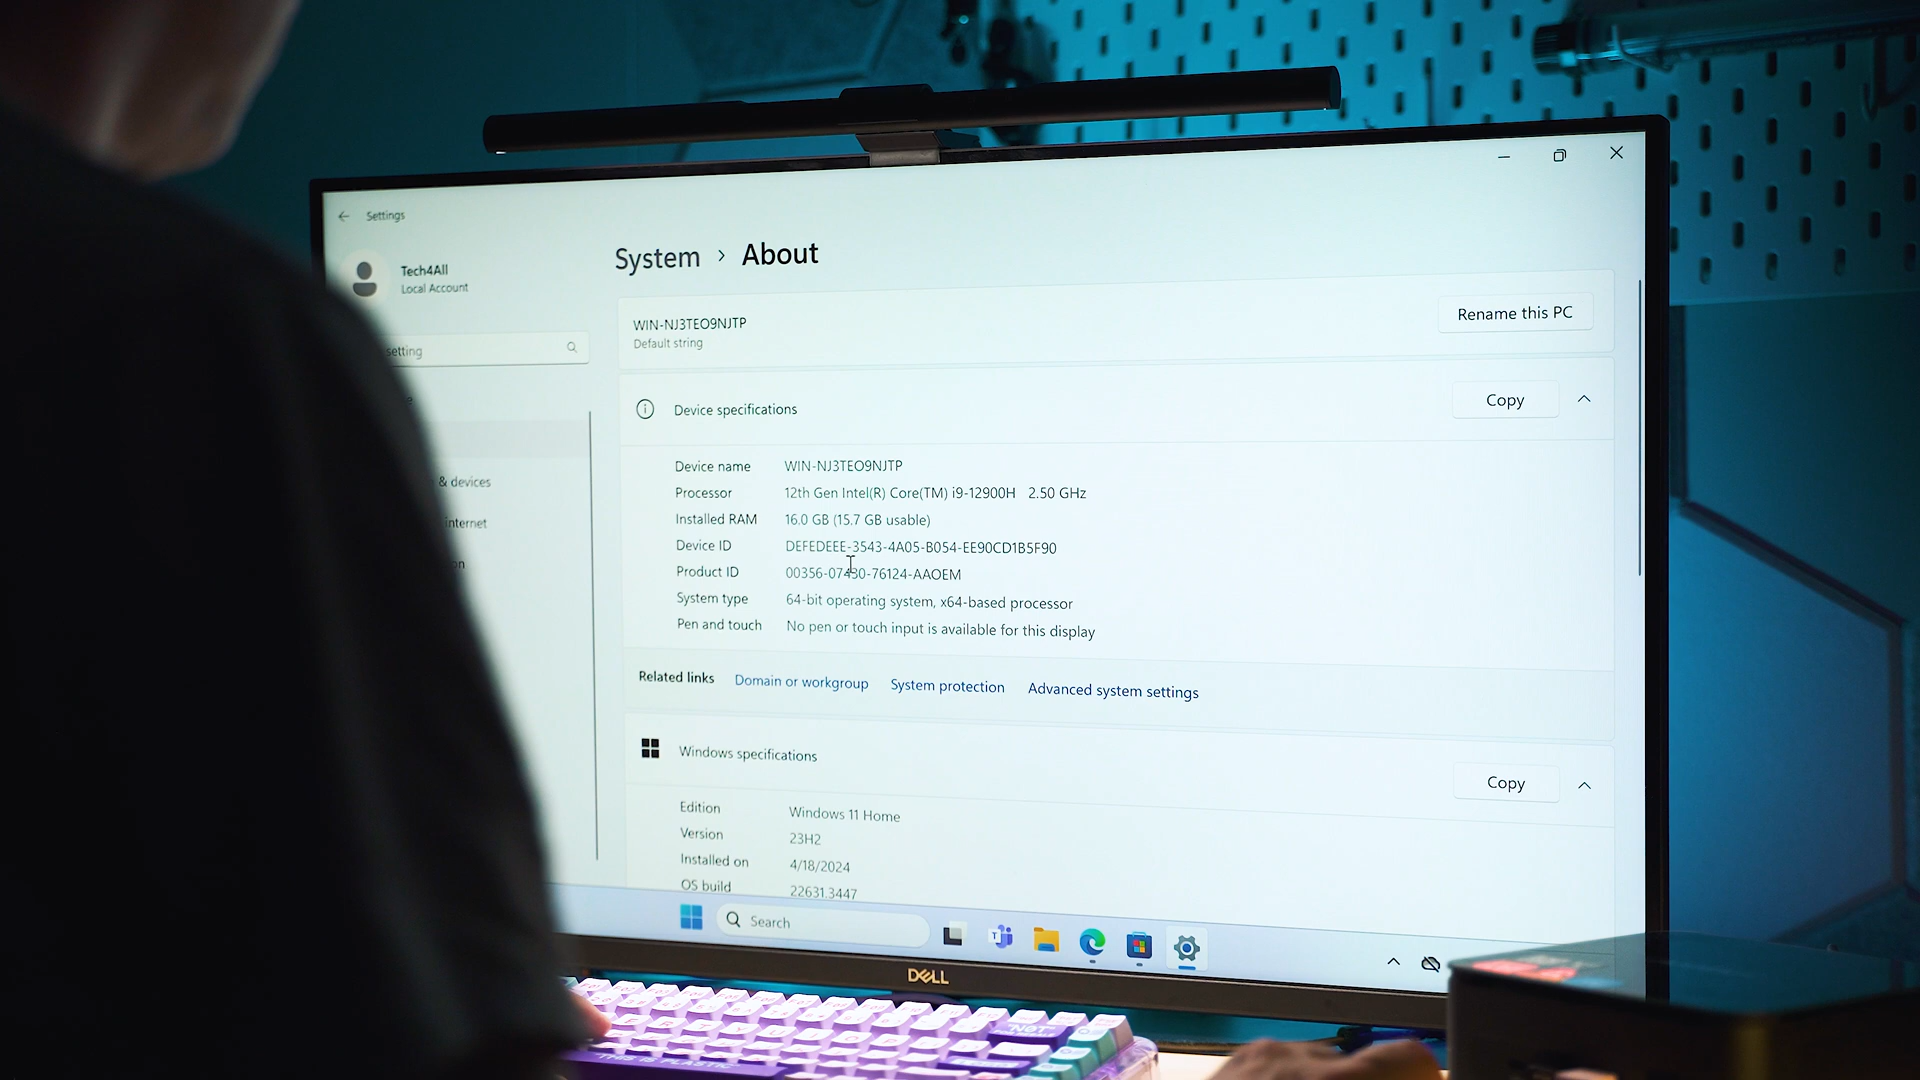 Settings
Tech4All
Local Account
setting
& devices
internet
System › About
WIN-NJ3TEO9NJTP
Default string
Rename this PC
Device specifications
Copy
Device name WIN-NJ3TEO9NJTP
Processor 12th Gen Intel(R) Core(TM) i9-12900H 2.50 GHz
Installed RAM 16.0 GB (15.7 GB usable)
Device ID DEFEDEEE-3543-4A05-B054-EE90CD1B5F90
Product ID 00356-07430-76124-AAOEM
System type 64-bit operating system, x64-based processor
Pen and touch No pen or touch input is available for this display
Related links Domain or workgroup System protection Advanced system settings
Windows specifications
Copy
Edition Windows 11 Home
Version 23H2
Installed on 4/18/2024
OS build 22631.3447
Search
DELL
"NOT"